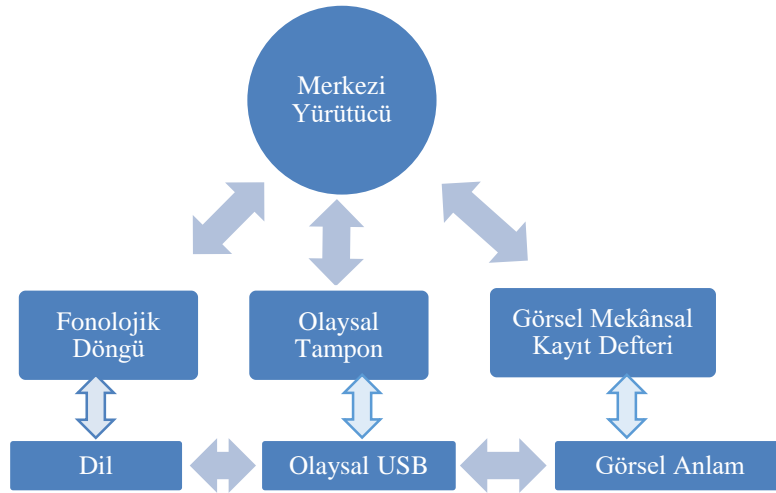 Merkezi
Yürütücü
Fonolojik
Döngü
Olaysal
Tampon
Görsel Mekânsal
Kayıt Defteri
Dil
Olaysal USB
Görsel Anlam